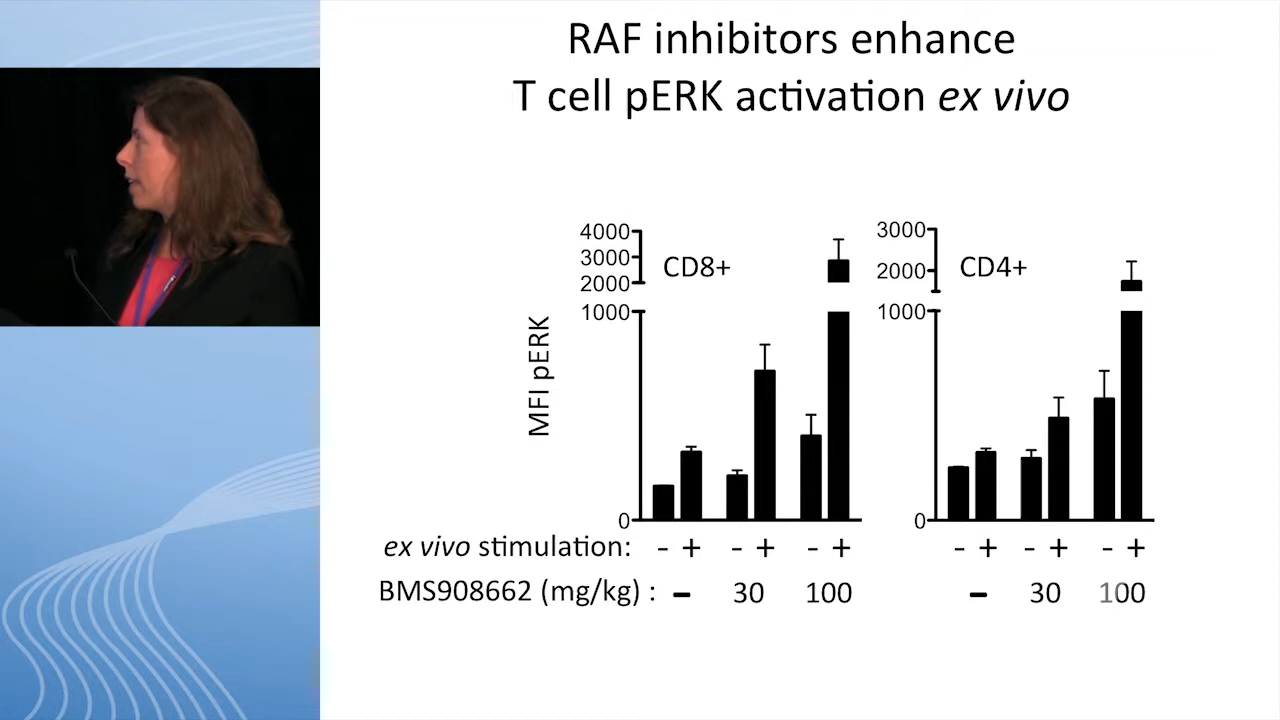 RAF inhibitors enhance
T cell pERK activation ex vivo
MFI pERK
4000
3000
2000
1000
0
CD8+
3000
2000
1000
0
CD4+
ex vivo stimulation: - + - + - + - + - + - +
BMS908662 (mg/kg) : – 30 100 – 30 100